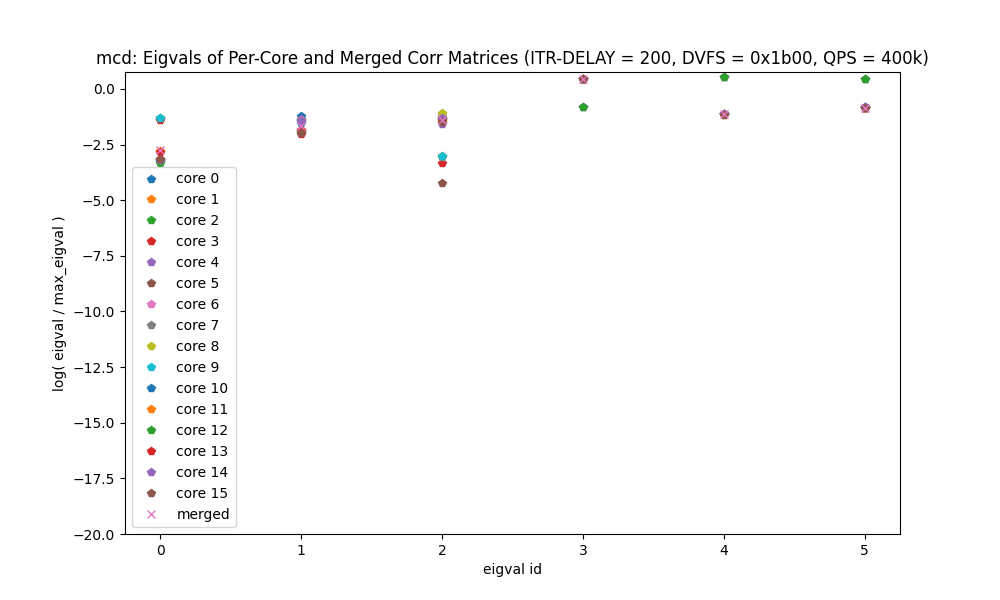 mcd: Eigvals of Per-Core and Merged Corr Matrices (ITR-DELAY = 200, DVFS = 0x1b00, QPS = 400k)
0.0
−2.5
−5.0
−7.5
−10.0
−12.5
−15.0
−17.5
−20.0
log( eigval / max_eigval )
core 0
core 1
core 2
core 3
core 4
core 5
core 6
core 7
core 8
core 9
core 10
core 11
core 12
core 13
core 14
core 15
merged
0 1 2 3 4 5
eigval id